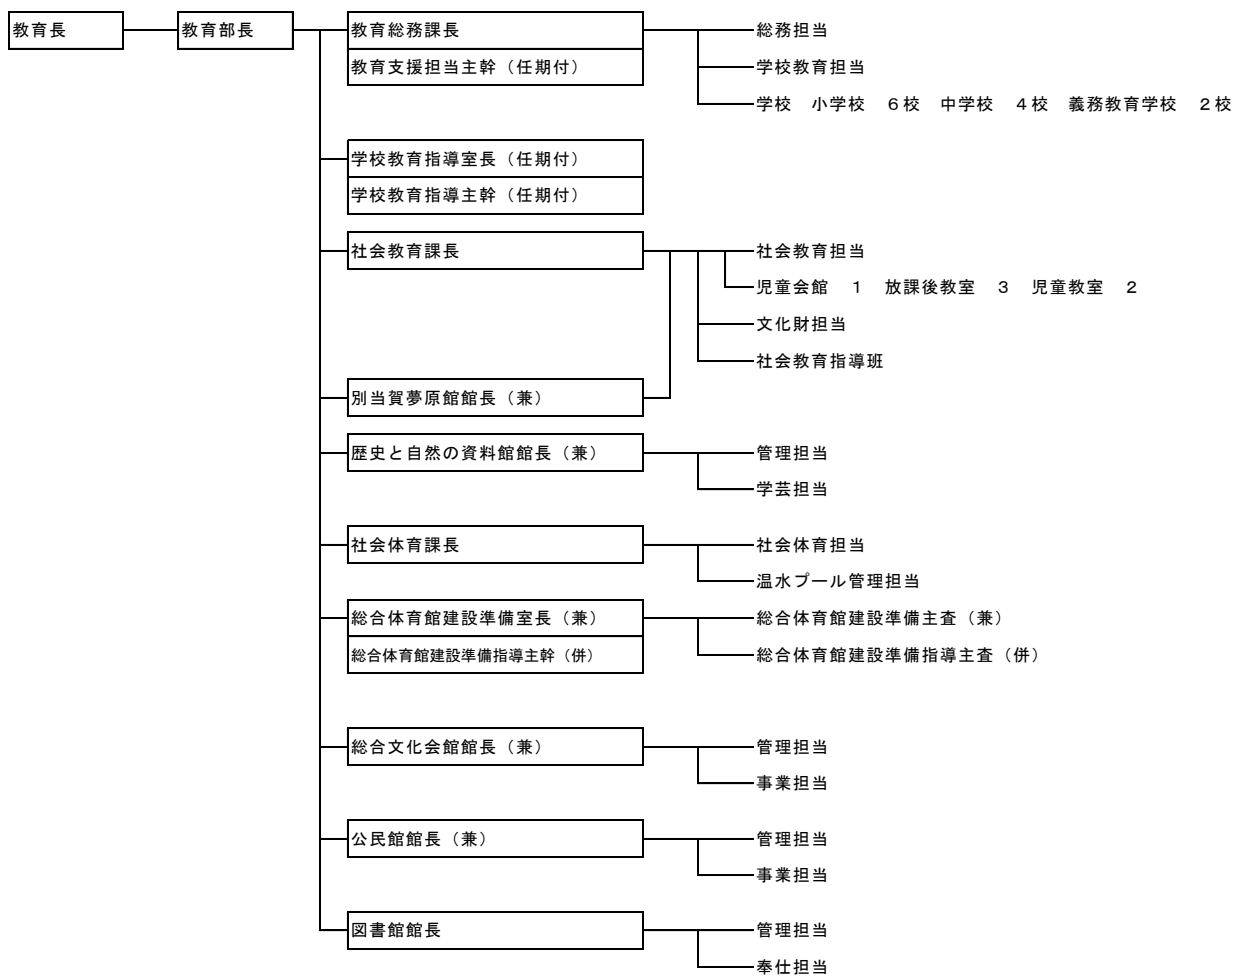 教育長　教育部長　教育総務課長　総務担当
教育支援担当主幹（任期付）　学校教育担当
学校　小学校　６校　中学校　４校　義務教育学校　２校
学校教育指導室長（任期付）
学校教育指導主幹（任期付）
社会教育課長　社会教育担当
児童会館　１　放課後教室　３　児童教室　２
文化財担当
社会教育指導班
別当賀夢原館館長（兼）
歴史と自然の資料館館長（兼）　管理担当
学芸担当
社会体育課長　社会体育担当
温水プール管理担当
総合体育館建設準備室長（兼）　総合体育館建設準備主査（兼）
総合体育館建設準備指導主幹（併）　総合体育館建設準備指導主査（併）
総合文化会館館長（兼）　管理担当
事業担当
公民館館長（兼）　管理担当
事業担当
図書館館長　管理担当
奉仕担当